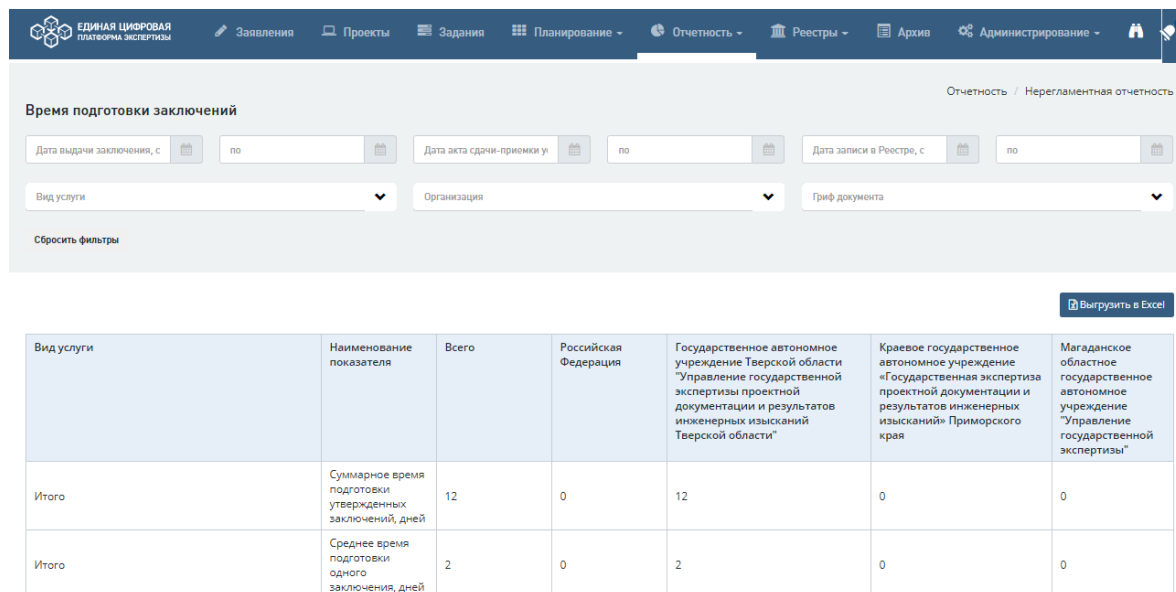 ЕДИНАЯ ЦИФРОВАЯ
ПЛАТФОРМА ЭКСПЕРТИЗЫ
Заявления
Проекты
Задания
Планирование
Отчетность
Реестры
Архив
Администрирование
Отчетность / Нерегламентная отчетность
Время подготовки заключений
Дата выдачи заключения, с
по
Дата акта сдачи-приемки у
по
Дата записи в Реестре, с
по
Вид услуги
Организация
Гриф документа
Сбросить фильтры
Выгрузить в Excel
Вид услуги
Наименование
показателя
Всего
Российская
Федерация
Государственное автономное
учреждение Тверской области
"Управление государственной
экспертизы проектной
документации и результатов
инженерных изысканий
Тверской области"
Краевое государственное
автономное учреждение
«Государственная экспертиза
проектной документации и
результатов инженерных
изысканий» Приморского
края
Магаданское
областное
государственное
автономное
учреждение
"Управление
государственной
экспертизы"
Итого
Суммарное время
подготовки
утвержденных
заключений, дней
12
0
12
0
0
Итого
Среднее время
подготовки
одного
заключения, дней
2
0
2
0
0